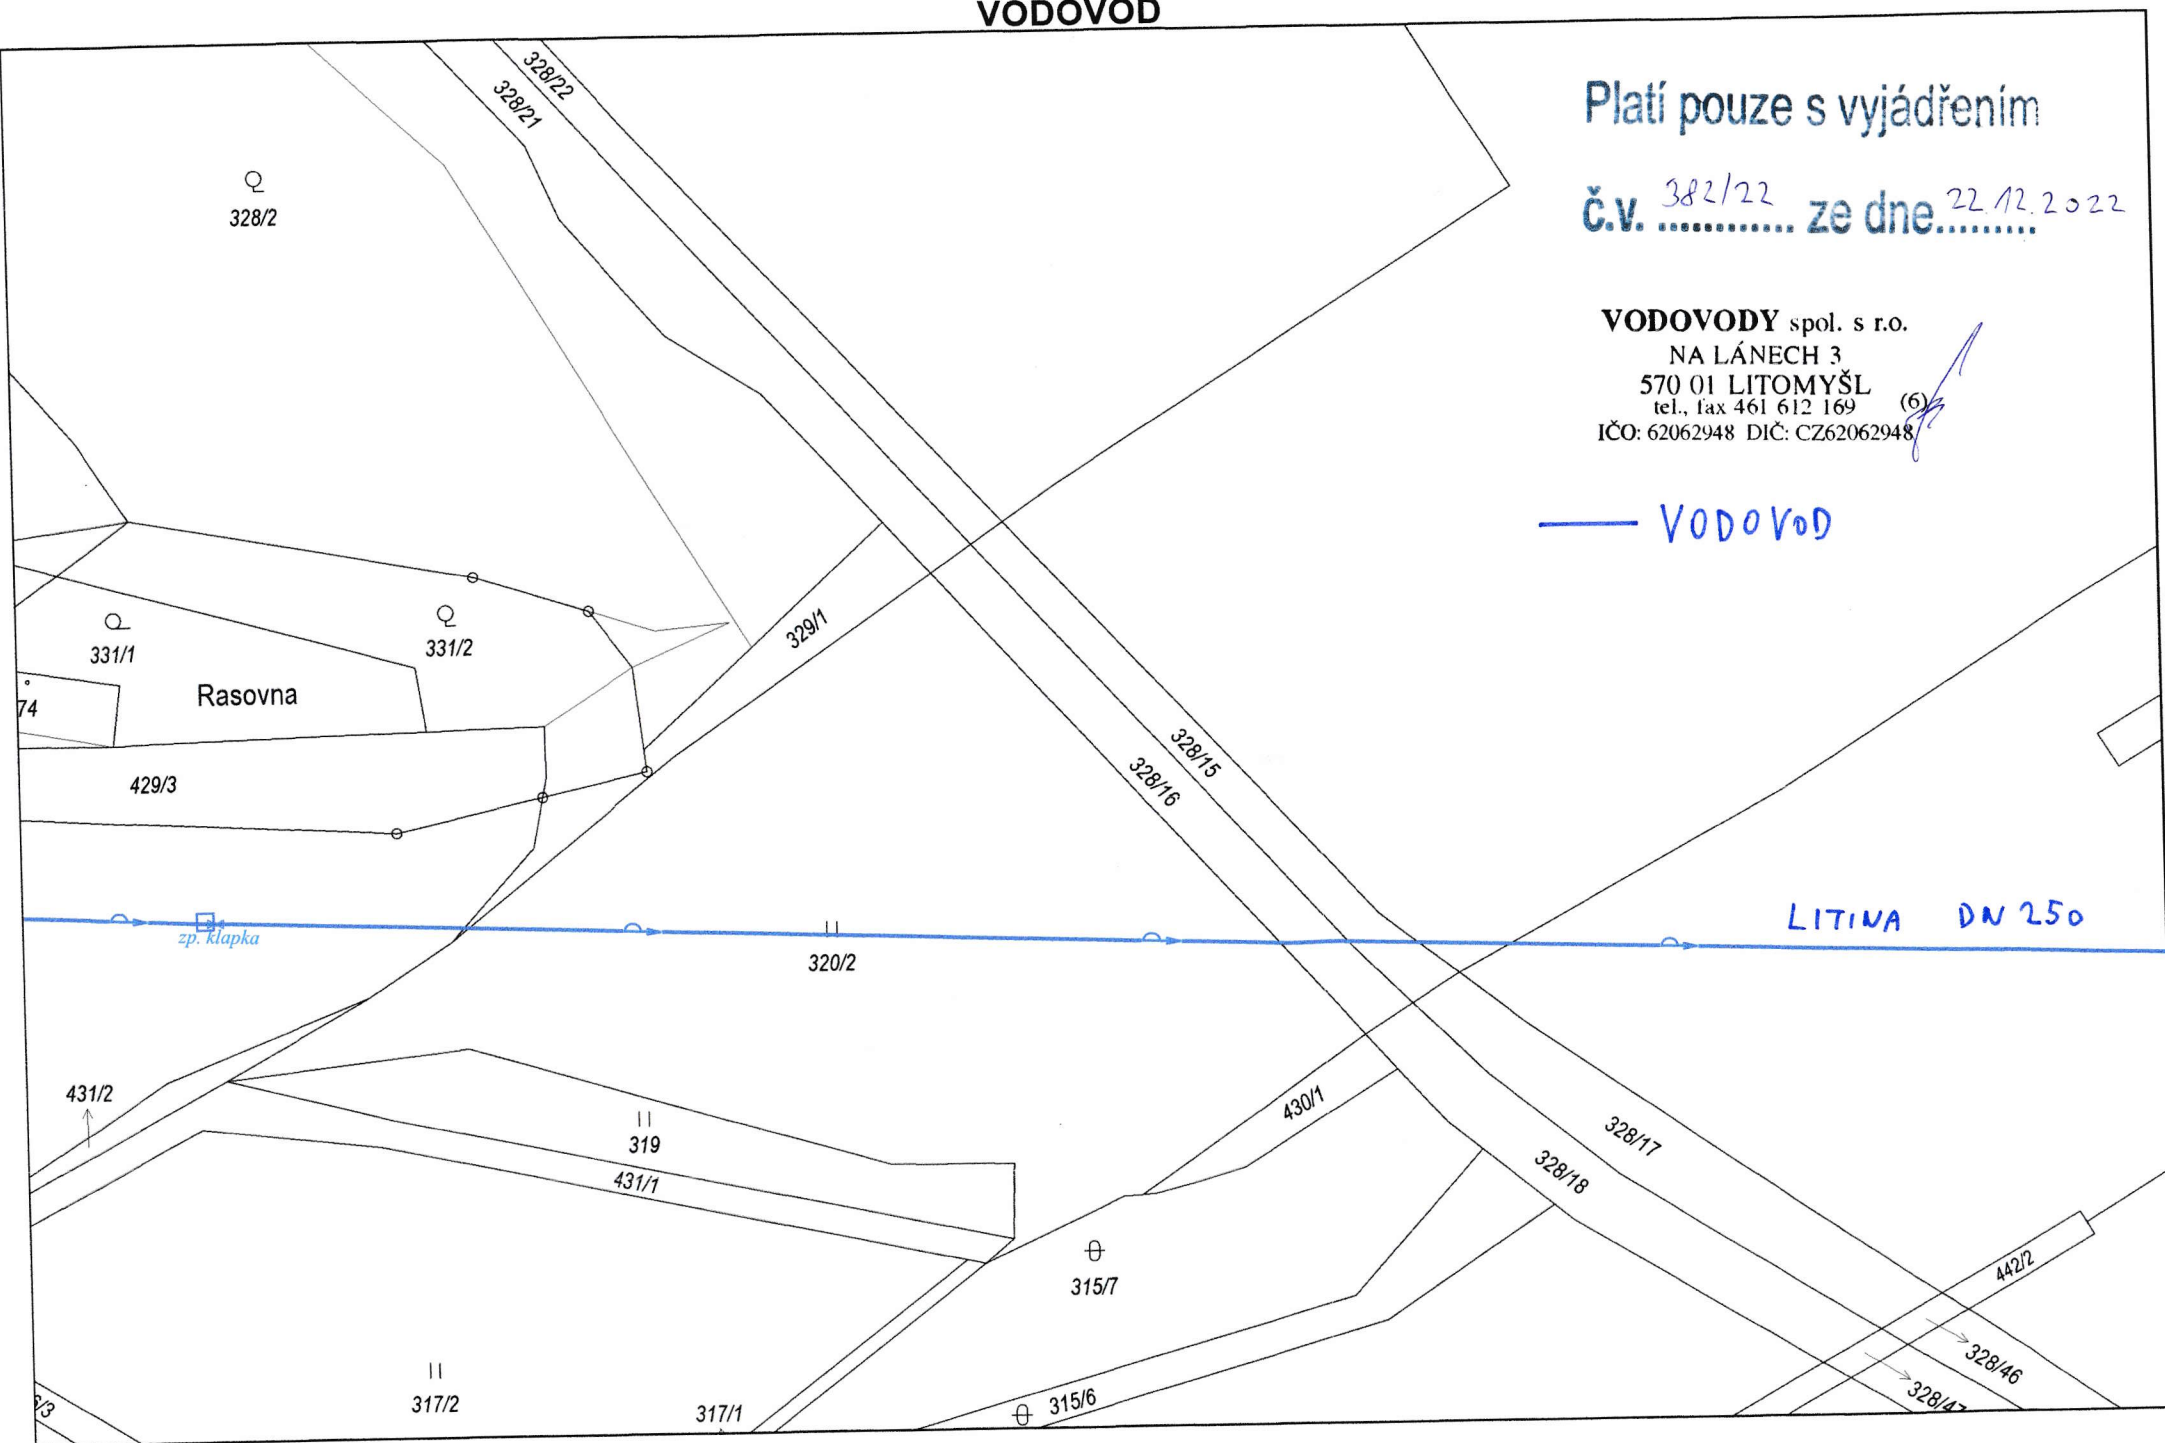 VODOVOD
Platí pouze s vyjádřením
č.v. 382/22 ze dne 22.12.2022
VODOVODY spol. s r.o.
NA LÁNECH 3
570 01 LITOMYŠL
tel., fax 461 612 169 (6)
IČO: 62062948 DIČ: CZ62062948
VODOVOD
328/22
328/21
328/2
329/1
331/1
331/2
74
Rasovna
429/3
328/15
328/16
zp. klapka
LITINA DN 250
320/2
431/2
319
431/1
430/1
328/17
328/18
315/7
442/2
328/46
328/47
317/2
317/1
315/6